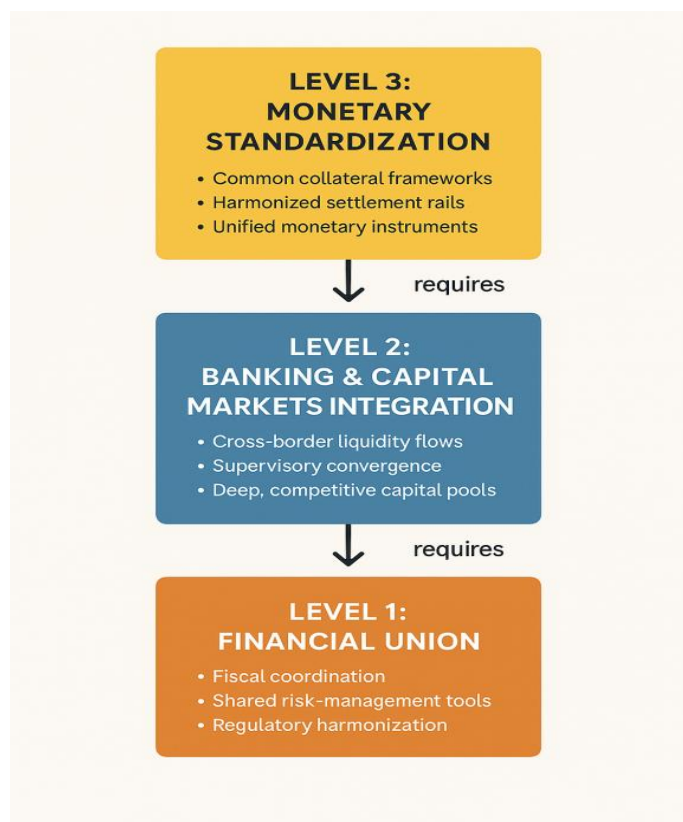 LEVEL 3:
MONETARY
STANDARDIZATION
• Common collateral frameworks
• Harmonized settlement rails
• Unified monetary instruments
requires
LEVEL 2:
BANKING & CAPITAL
MARKETS INTEGRATION
• Cross-border liquidity flows
• Supervisory convergence
• Deep, competitive capital pools
requires
LEVEL 1:
FINANCIAL UNION
• Fiscal coordination
• Shared risk-management tools
• Regulatory harmonization